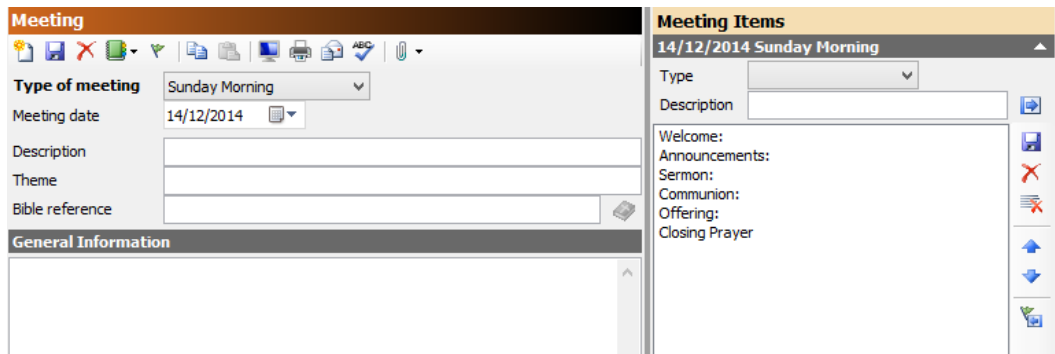 Meeting
ABC
Type of meeting
Sunday Morning
Meeting date
14/12/2014
Description
Theme
Bible reference
General Information
Meeting Items
14/12/2014 Sunday Morning
Type
Description
Welcome:
Announcements:
Sermon:
Communion:
Offering:
Closing Prayer